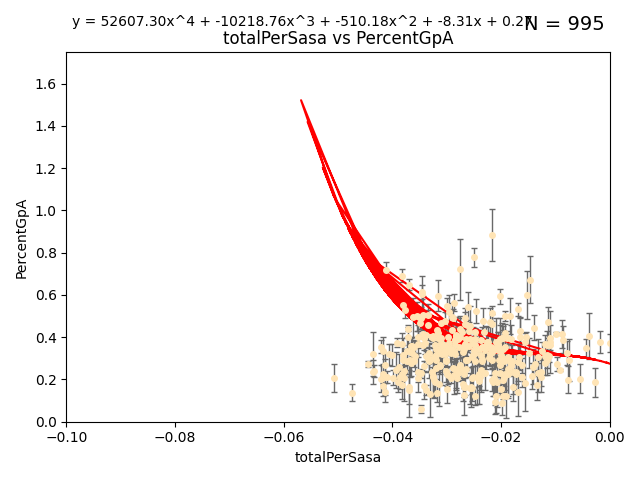 y = 52607.30x^4 + -10218.76x^3 + -510.18x^2 + -8.31x + 0.27
N = 995
totalPerSasa vs PercentGpA
PercentGpA
1.6
1.4
1.2
1.0
0.8
0.6
0.4
0.2
0.0
−0.10 −0.08 −0.06 −0.04 −0.02 0.00
totalPerSasa